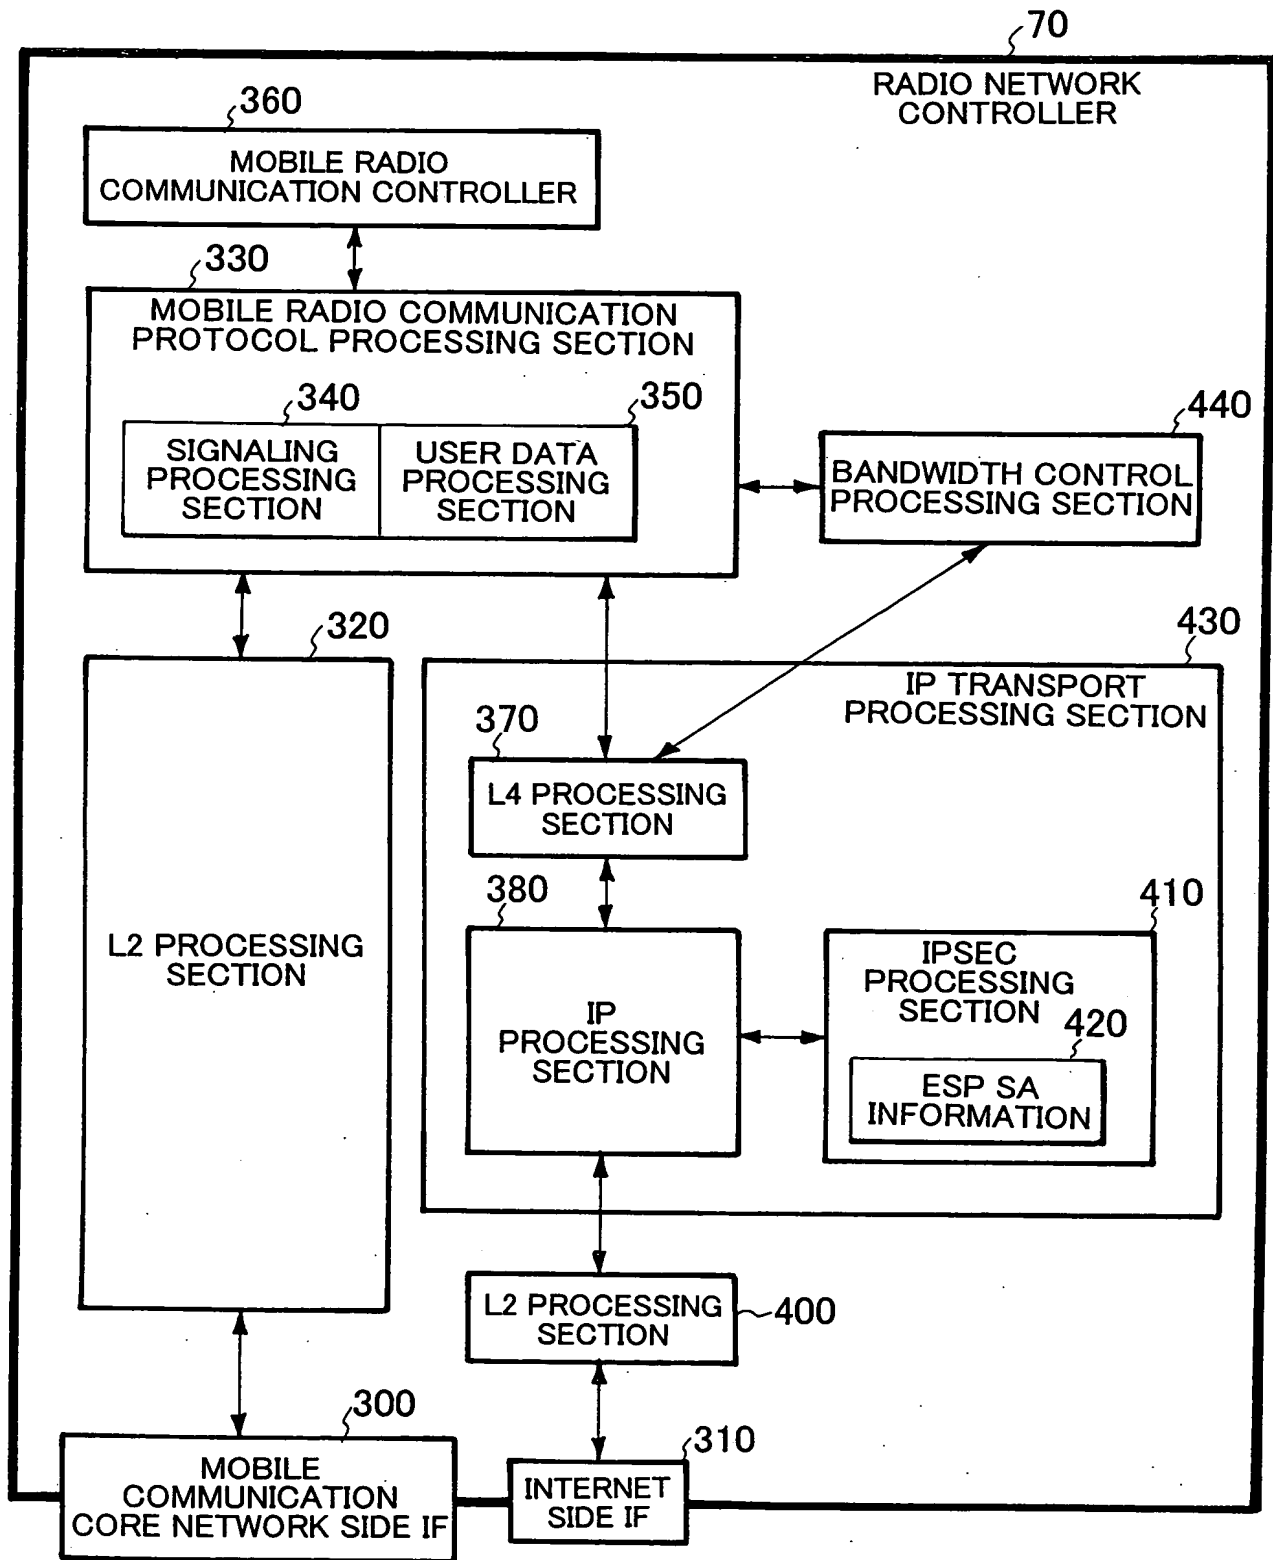 70
RADIO NETWORK
CONTROLLER
360
MOBILE RADIO
COMMUNICATION CONTROLLER
330
MOBILE RADIO COMMUNICATION
PROTOCOL PROCESSING SECTION
340
350
SIGNALING
PROCESSING
SECTION
USER DATA
PROCESSING
SECTION
440
BANDWIDTH CONTROL
PROCESSING SECTION
320
L2 PROCESSING
SECTION
430
IP TRANSPORT
PROCESSING SECTION
370
L4 PROCESSING
SECTION
380
IP
PROCESSING
SECTION
410
IPSEC
PROCESSING
SECTION
420
ESP SA
INFORMATION
L2 PROCESSING
SECTION
400
300
MOBILE
COMMUNICATION
CORE NETWORK SIDE IF
310
INTERNET
SIDE IF